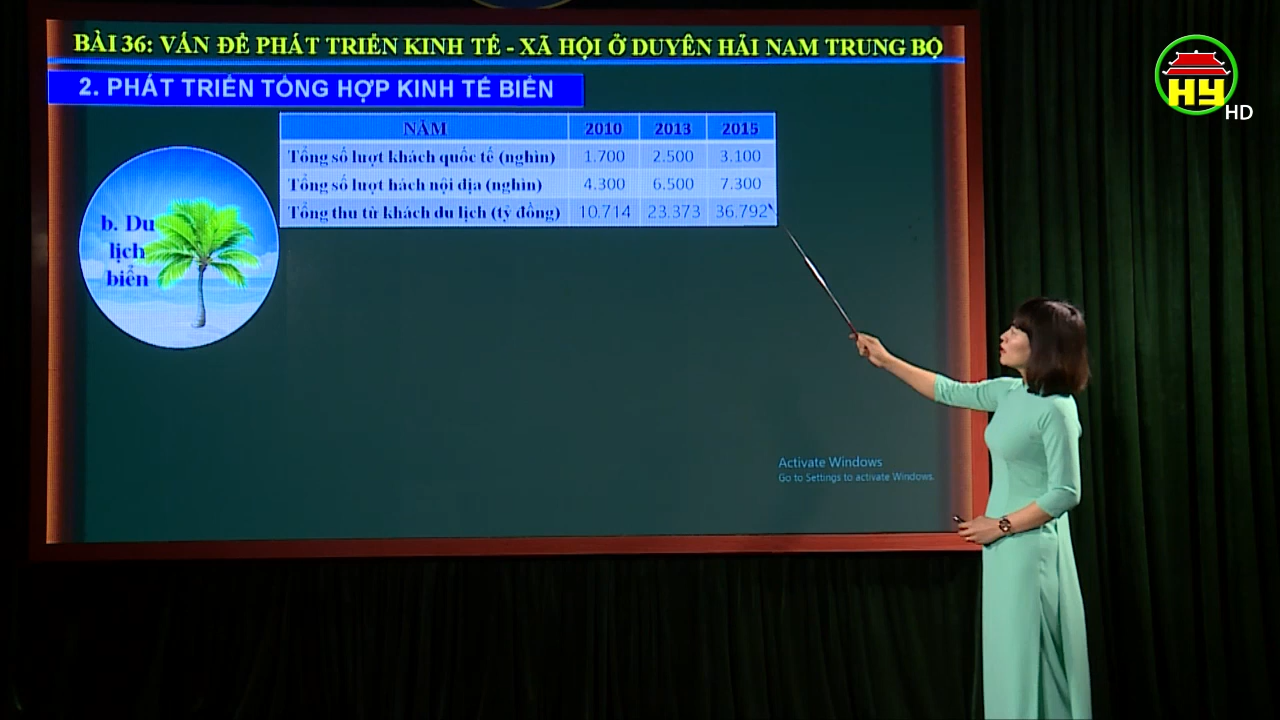 BÀI 36: VẤN ĐỀ PHÁT TRIỂN KINH TẾ - XÃ HỘI Ở DUYÊN HẢI NAM TRUNG BỘ
2. PHÁT TRIỂN TỔNG HỢP KINH TẾ BIỂN
NĂM 2010 2013 2015
Tổng số lượt khách quốc tế (nghìn) 1.700 2.500 3.100
Tổng số lượt hách nội địa (nghìn) 4.300 6.500 7.300
Tổng thu từ khách du lịch (tỷ đồng) 10.714 23.373 36.792
b. Du
lịch
biển
Activate Windows
Go to Settings to activate Windows.
HY
HD